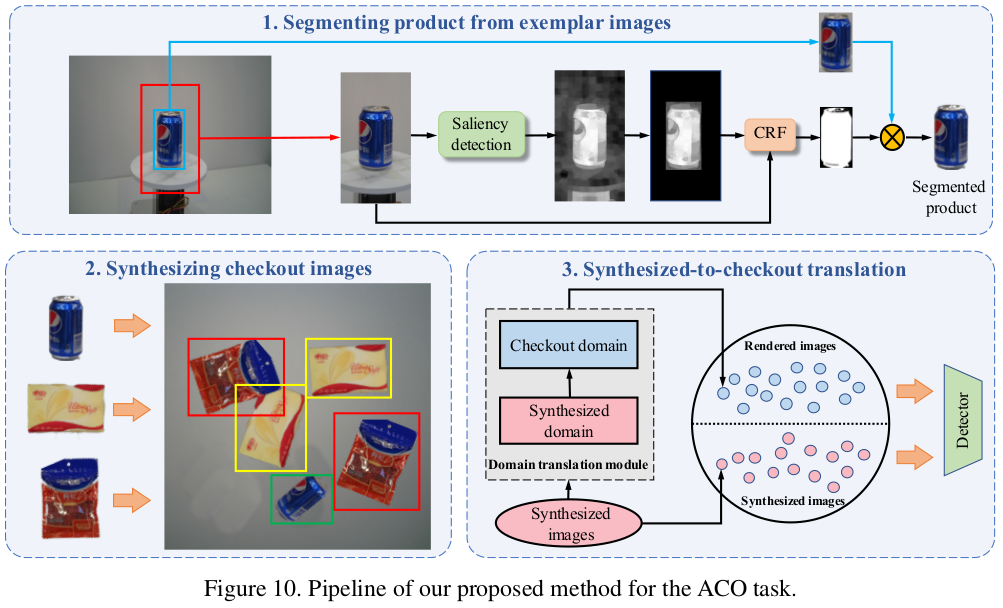 1. Segmenting product from exemplar images
Saliency
detection
CRF
Segmented
product
2. Synthesizing checkout images
3. Synthesized-to-checkout translation
Checkout domain
Synthesized
domain
Domain translation module
Synthesized
images
Rendered images
Synthesized images
Detector
Figure 10. Pipeline of our proposed method for the ACO task.